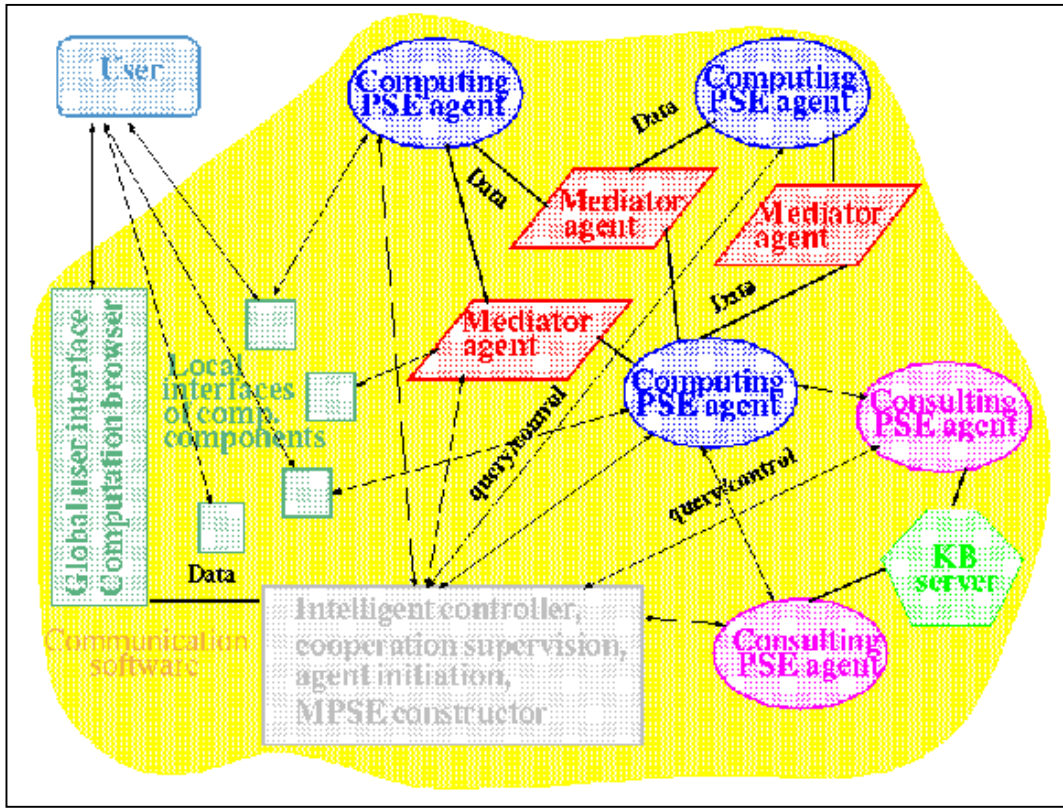 User
Computing
PSE agent
Computing
PSE agent
Data
Data
Mediator
agent
Mediator
agent
Data
Global user interface
Computation browser
Mediator
agent
Local
interfaces
of comp.
components
Computing
PSE agent
Consulting
PSE agent
query/control
query/control
KB
server
Data
Intelligent controller,
cooperation supervision,
agent initiation,
MPSE constructor
Communication
software
Consulting
PSE agent